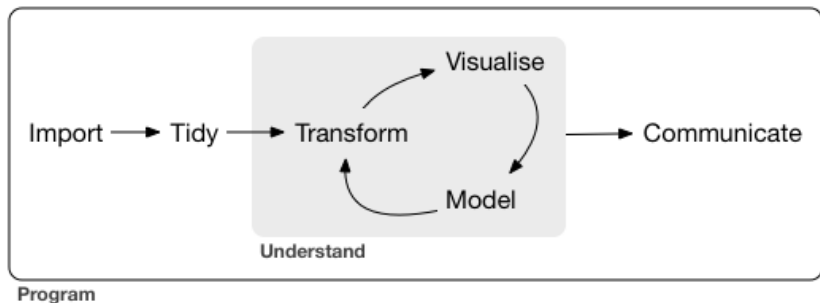 Visualise
Import
Tidy
Transform
Communicate
Model
Understand
Program